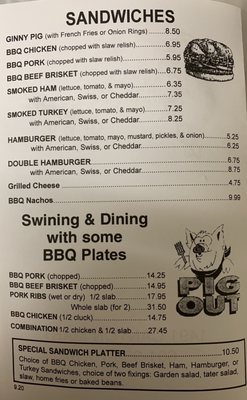 SANDWICHES
GINNY PIG (with French Fries or Onion Rings) 8.50
BBQ CHICKEN (chopped with slaw relish) 6.95
BBQ PORK (chopped with slaw relish) 5.95
BBQ BEEF BRISKET (chopped with slaw relish) 6.75
SMOKED HAM (lettuce, tomato, & mayo) 6.35
with American, Swiss, or Cheddar 7.35
SMOKED TURKEY (lettuce, tomato, & mayo) 7.25
with American, Swiss, or Cheddar 8.25
HAMBURGER (lettuce, tomato, mayo, mustard, pickles, & onion) 5.25
with American, Swiss, or Cheddar 6.25
DOUBLE HAMBURGER 6.75
with American, Swiss, or Cheddar 8.75
Grilled Cheese 4.75
BBQ Nachos 9.99
Swining & Dining
with some
BBQ Plates
BBQ PORK (chopped) 14.25
BBQ BEEF BRISKET (chopped) 14.95
PORK RIBS (wet or dry) 1/2 slab 17.95
Whole slab (for 2) 31.50
BBQ CHICKEN (1/2 cluck) 14.75
COMBINATION 1/2 chicken & 1/2 slab 27.45
PIG
OUT
SPECIAL SANDWICH PLATTER 10.50
Choice of BBQ Chicken, Pork, Beef Brisket, Ham, Hamburger, or
Turkey Sandwiches, choice of two fixings: Garden salad, tater salad,
slaw, home fries or baked beans.
9.20